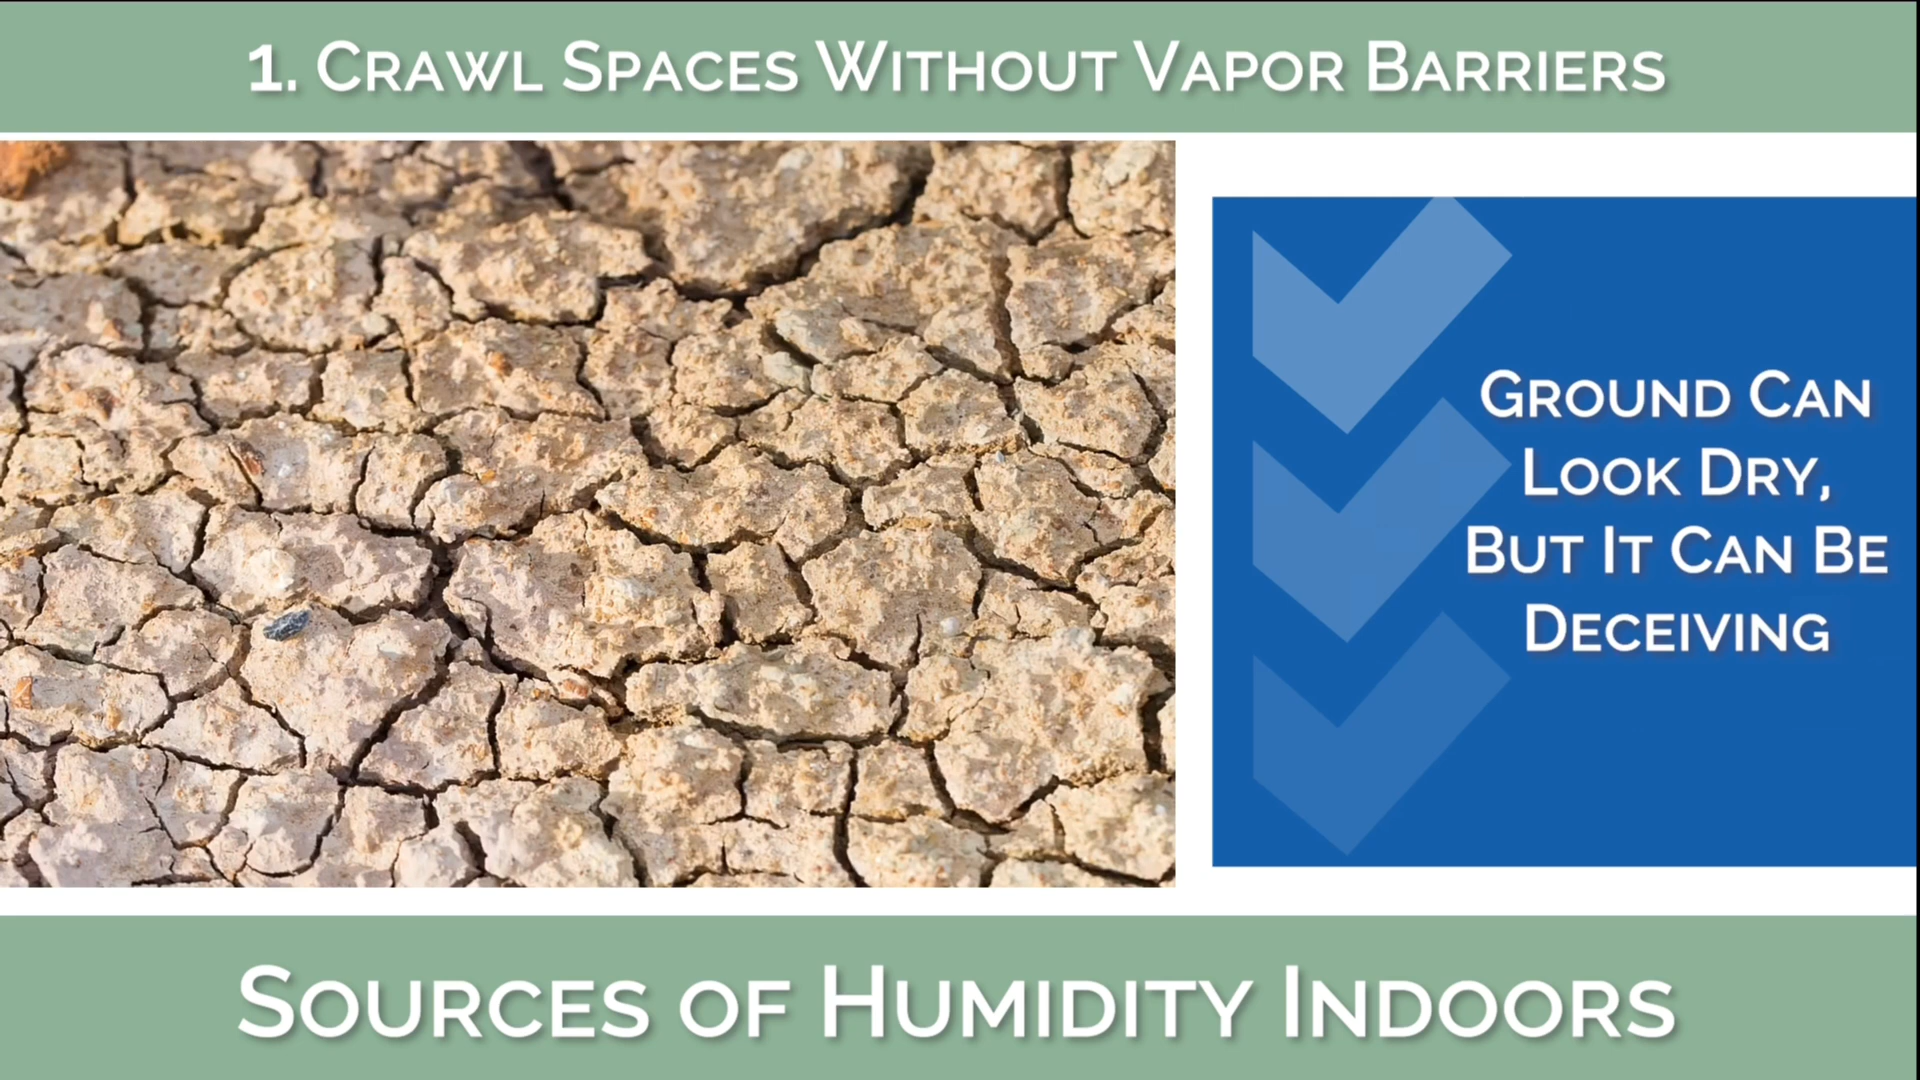 1. Crawl Spaces Without Vapor Barriers
Ground Can
Look Dry,
But It Can Be
Deceiving
Sources of Humidity Indoors